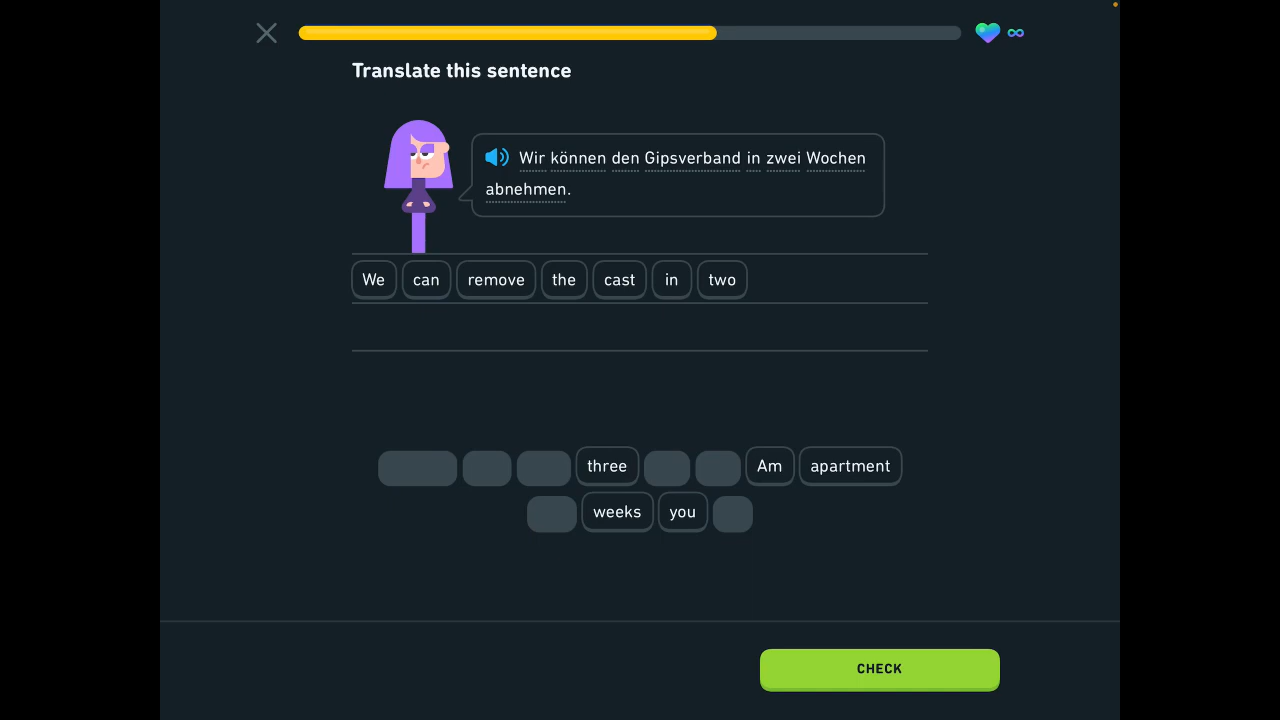 ∞
Translate this sentence
Wir können den Gipsverband in zwei Wochen
abnehmen.
We can remove the cast in two
three Am apartment
weeks you
CHECK